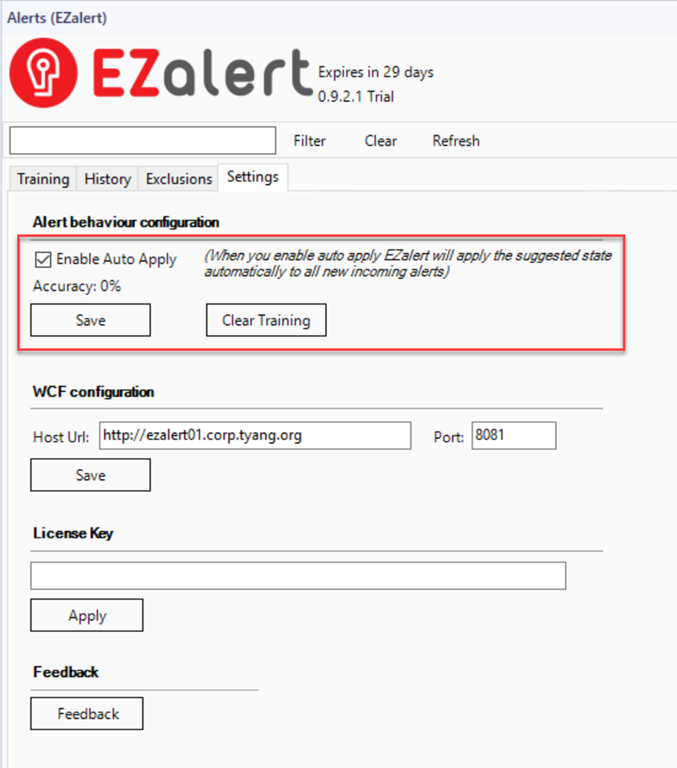 Alerts (EZalert)
EZalert
Expires in 29 days
0.9.2.1 Trial
Filter Clear Refresh
Training History Exclusions Settings
Alert behaviour configuration
Enable Auto Apply
(When you enable auto apply EZalert will apply the suggested state
automatically to all new incoming alerts)
Accuracy: 0%
Save Clear Training
WCF configuration
Host Url: http://ezalert01.corp.tyang.org Port: 8081
Save
License Key
Apply
Feedback
Feedback